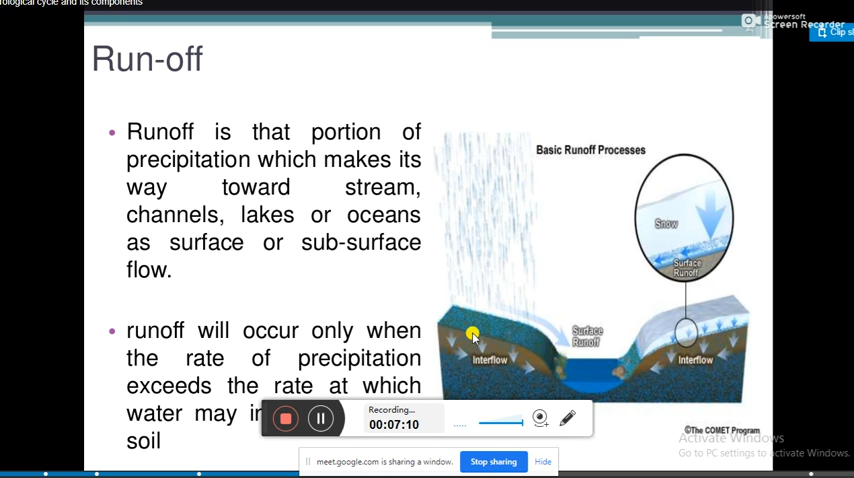 rological cycle and its components
owersoft
Screen Recorder
Clip sl
Run-off
• Runoff is that portion of
precipitation which makes its
way toward stream,
channels, lakes or oceans
as surface or sub-surface
flow.
• runoff will occur only when
the rate of precipitation
exceeds the rate at which
water may in
soil
Basic Runoff Processes
Snow
Surface
Runoff
Surface
Runoff
Interflow
Interflow
©The COMET Program
Recording...
00:07:10
meet.google.com is sharing a window.
Stop sharing
Hide
Activate Windows
Go to PC settings to activate Windows.